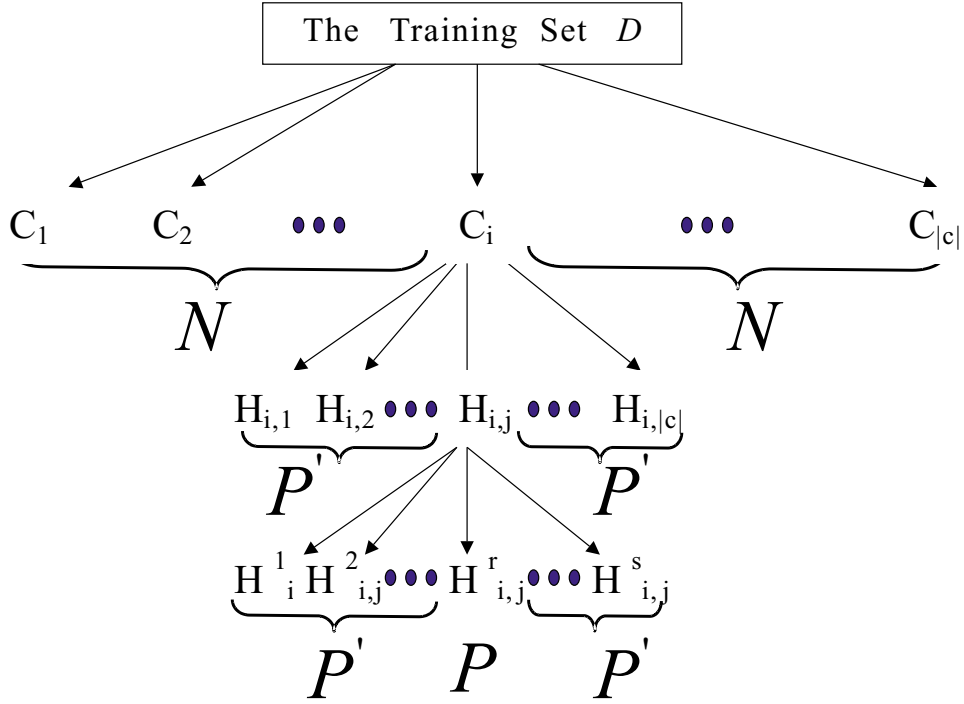 The Training Set D
C₁ C₂ ••• Cᵢ ••• C|c|
N N
Hi,1 Hi,2 ••• Hi,j ••• Hi,|c|
P' P'
H¹i H²i,j ••• Hʳi,j ••• Hˢi,j
P' P P'